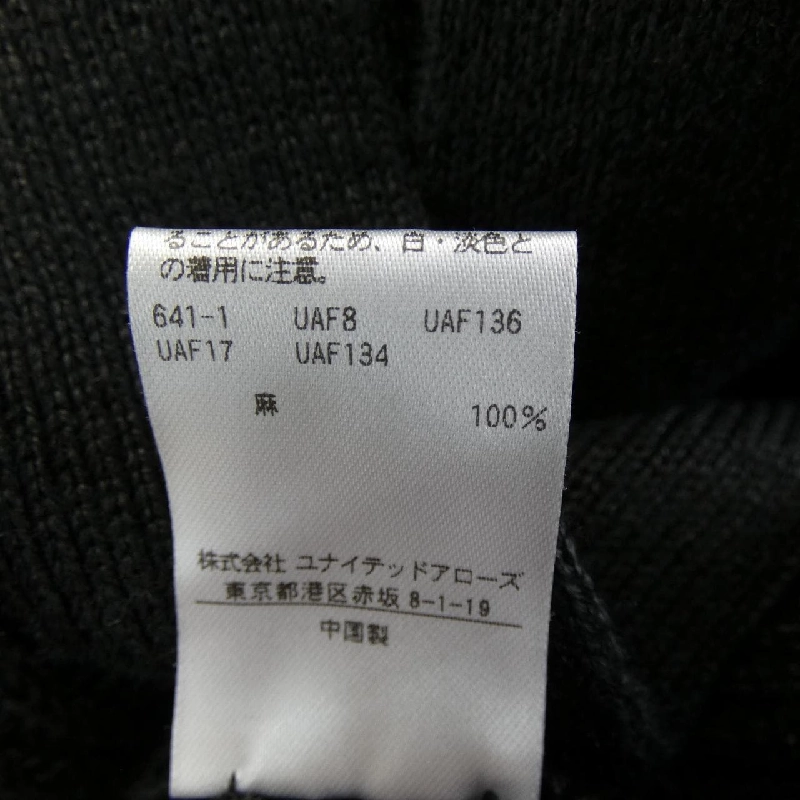 ることがあるため、白・淡色と
の着用に注意。
641-1 UAF8 UAF136
UAF17 UAF134
麻 100%
株式会社 ユナイテッドアローズ
東京都港区赤坂 8-1-19
中国製